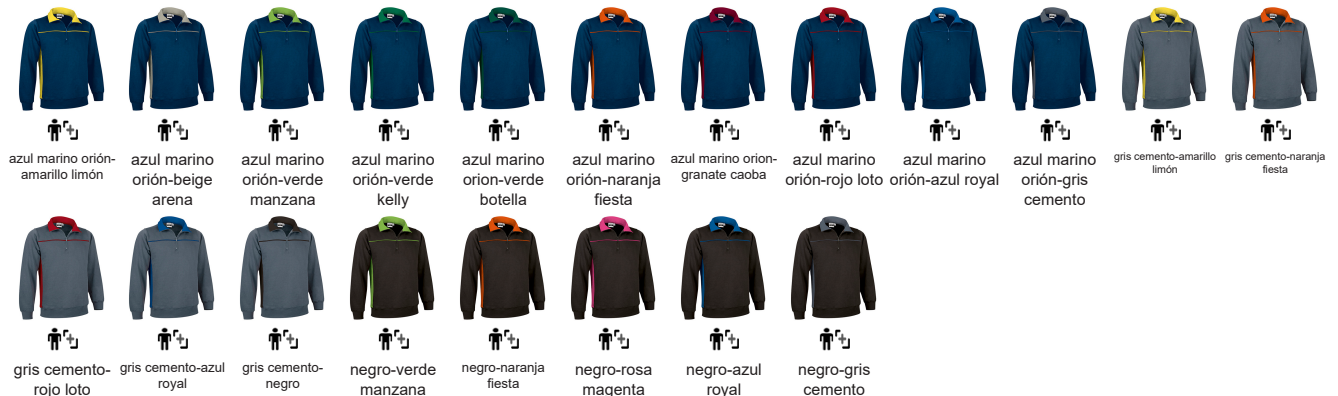 azul marino orión-
amarillo limón
azul marino
orión-beige
arena
azul marino
orión-verde
manzana
azul marino
orión-verde
kelly
azul marino
orion-verde
botella
azul marino
orión-naranja
fiesta
azul marino orion-
granate caoba
azul marino
orión-rojo loto
azul marino
orión-azul royal
azul marino
orión-gris
cemento
gris cemento-amarillo
limón
gris cemento-naranja
fiesta
gris cemento-
rojo loto
gris cemento-azul
royal
gris cemento-
negro
negro-verde
manzana
negro-naranja
fiesta
negro-rosa
magenta
negro-azul
royal
negro-gris
cemento